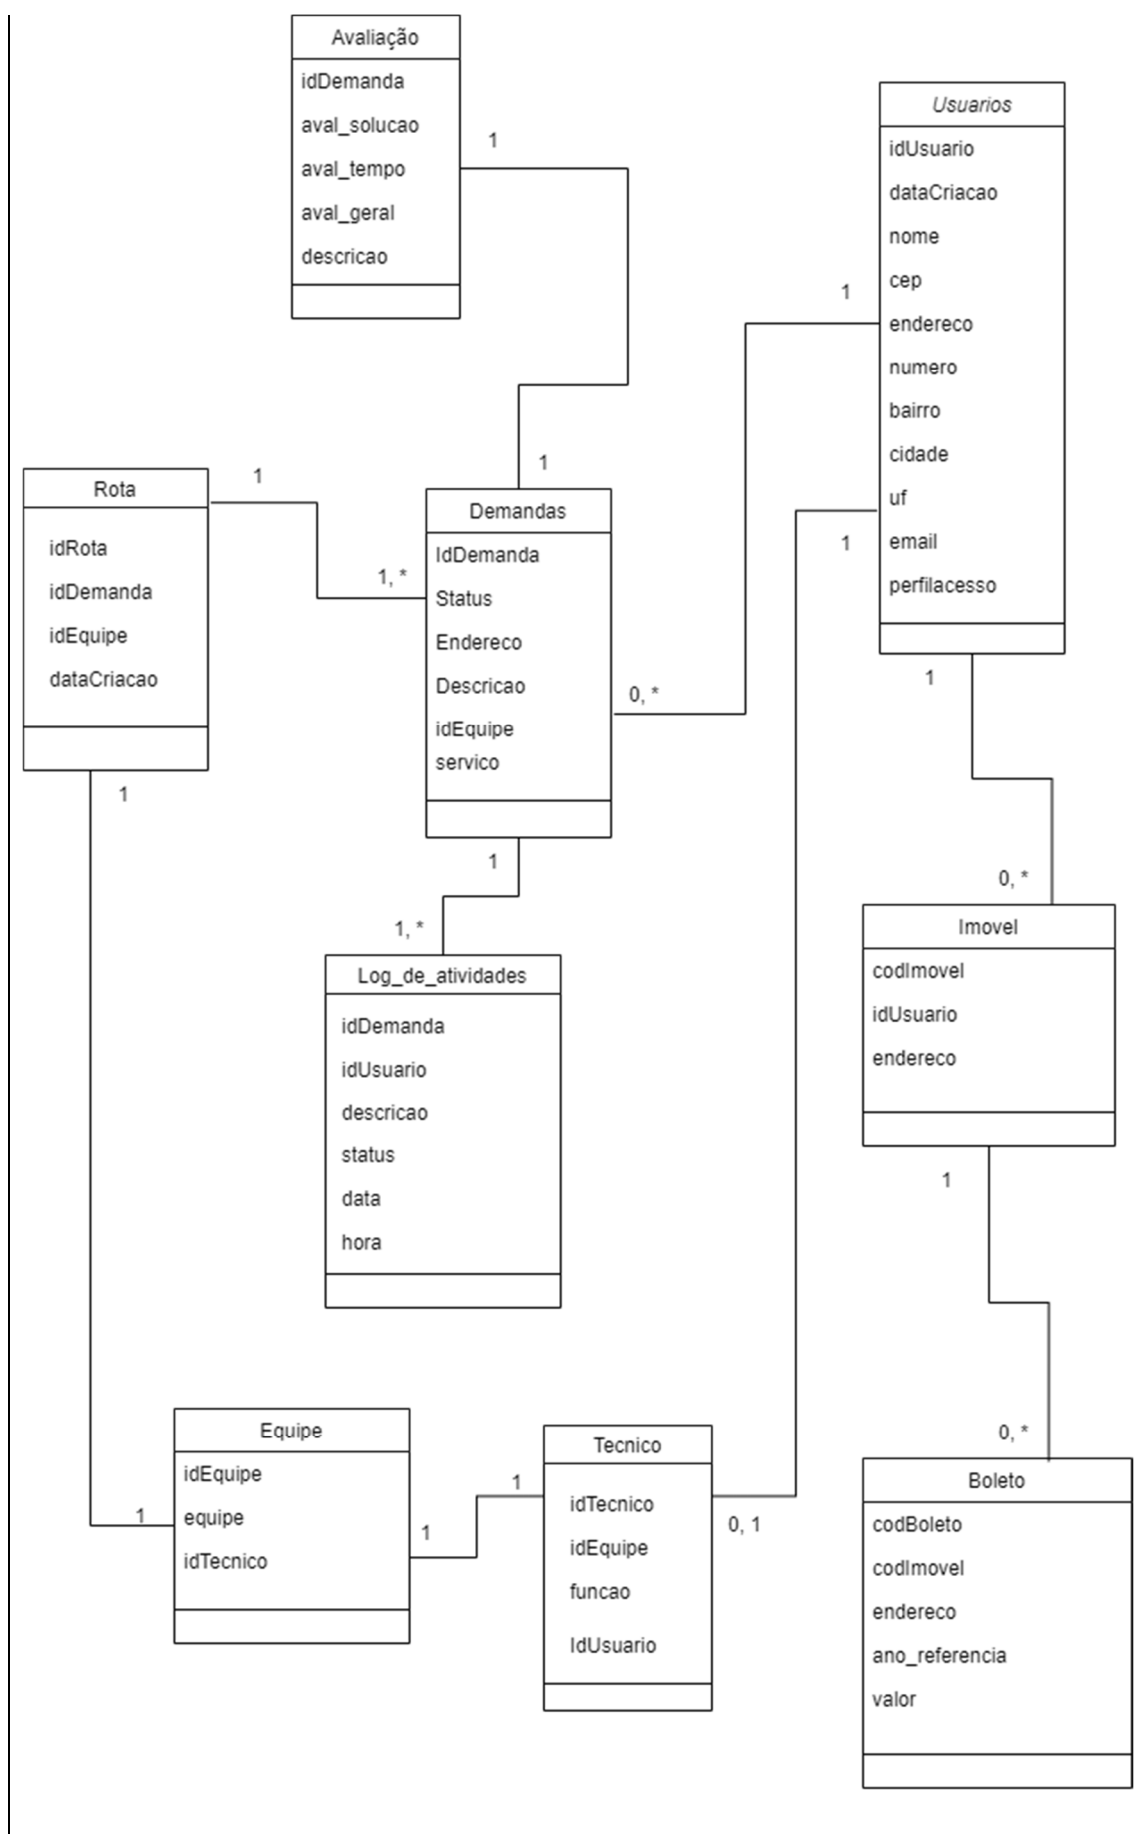 Avaliação
idDemanda
aval_solucao
aval_tempo
aval_geral
descricao
1
1
Usuarios
idUsuario
dataCriacao
nome
cep
endereco
numero
bairro
cidade
uf
email
perfilacesso
1
1
1
0, *
Rota
idRota
idDemanda
idEquipe
dataCriacao
1
1, *
1
Demandas
IdDemanda
Status
Endereco
Descricao
idEquipe
servico
0, *
1
1, *
Log_de_atividades
idDemanda
idUsuario
descricao
status
data
hora
Imovel
codImovel
idUsuario
endereco
1
0, *
Equipe
idEquipe
equipe
idTecnico
1
1
1
Tecnico
idTecnico
idEquipe
funcao
IdUsuario
0, 1
Boleto
codBoleto
codImovel
endereco
ano_referencia
valor